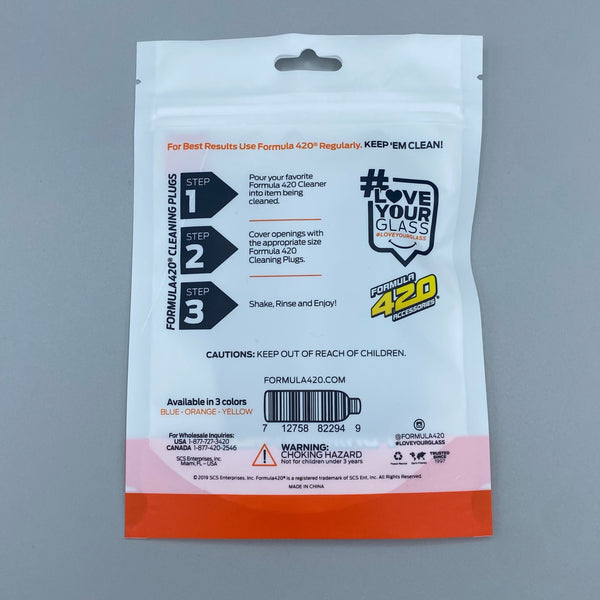 For Best Results Use Formula 420® Regularly. KEEP 'EM CLEAN!
FORMULA420® CLEANING PLUGS
STEP
1
Pour your favorite
Formula 420 Cleaner
into item being
cleaned.
STEP
2
Cover openings with
the appropriate size
Formula 420
Cleaning Plugs.
STEP
3
Shake, Rinse and Enjoy!
#LOVE
YOUR
GLASS
#LOVEYOURGLASS
FORMULA
420
ACCESSORIES
CAUTIONS: KEEP OUT OF REACH OF CHILDREN.
FORMULA420.COM
7 12758 82294 9
Available in 3 colors
BLUE • ORANGE • YELLOW
For Wholesale Inquiries:
USA 1-877-727-3420
CANADA 1-877-420-2546
SCS Enterprises, Inc.
Miami, FL – USA
WARNING:
CHOKING HAZARD
Not for children under 3 years
@FORMULA420
#LOVEYOURGLASS
TRUSTED
SINCE
1997
© 2019 SCS Enterprises, Inc. Formula420® is a registered trademark of SCS Ent, Inc. All Rights Reserved.
MADE IN CHINA